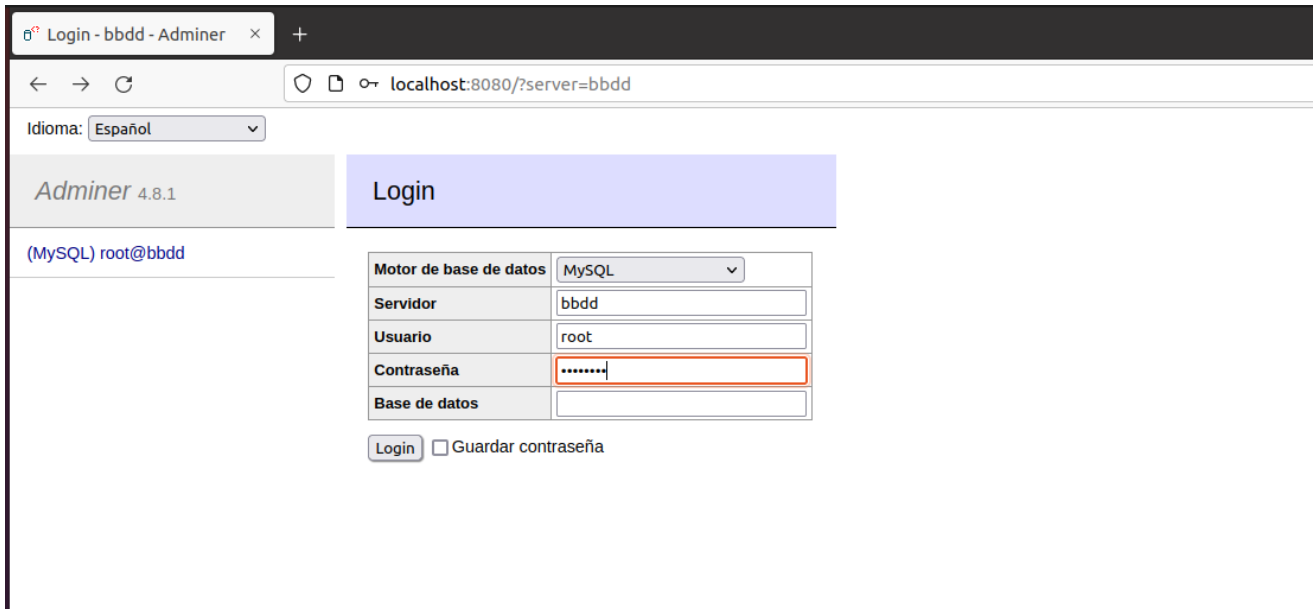 Login - bbdd - Adminer
localhost:8080/?server=bbdd
Idioma: Español
Adminer 4.8.1
Login
(MySQL) root@bbdd
Motor de base de datos MySQL
Servidor bbdd
Usuario root
Contraseña ••••••••
Base de datos
Login Guardar contraseña